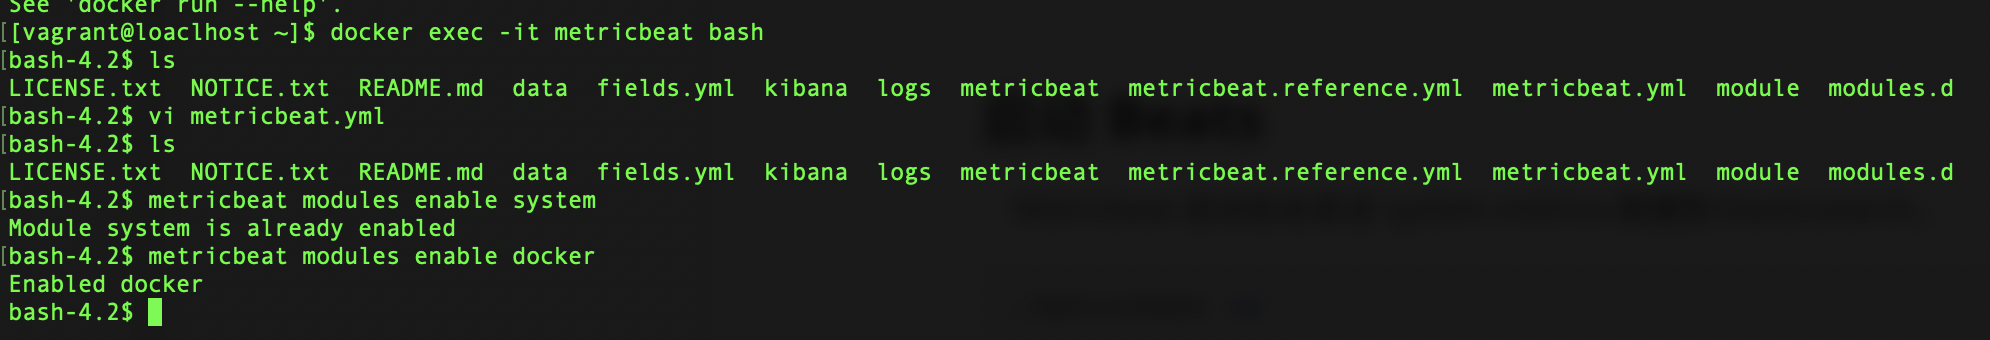 See 'docker run --help'.
[[vagrant@loaclhost ~]$ docker exec -it metricbeat bash
[bash-4.2$ ls
LICENSE.txt  NOTICE.txt  README.md  data  fields.yml  kibana  logs  metricbeat  metricbeat.reference.yml  metricbeat.yml  module  modules.d
[bash-4.2$ vi metricbeat.yml
[bash-4.2$ ls
LICENSE.txt  NOTICE.txt  README.md  data  fields.yml  kibana  logs  metricbeat  metricbeat.reference.yml  metricbeat.yml  module  modules.d
[bash-4.2$ metricbeat modules enable system
Module system is already enabled
[bash-4.2$ metricbeat modules enable docker
Enabled docker
bash-4.2$
Beats